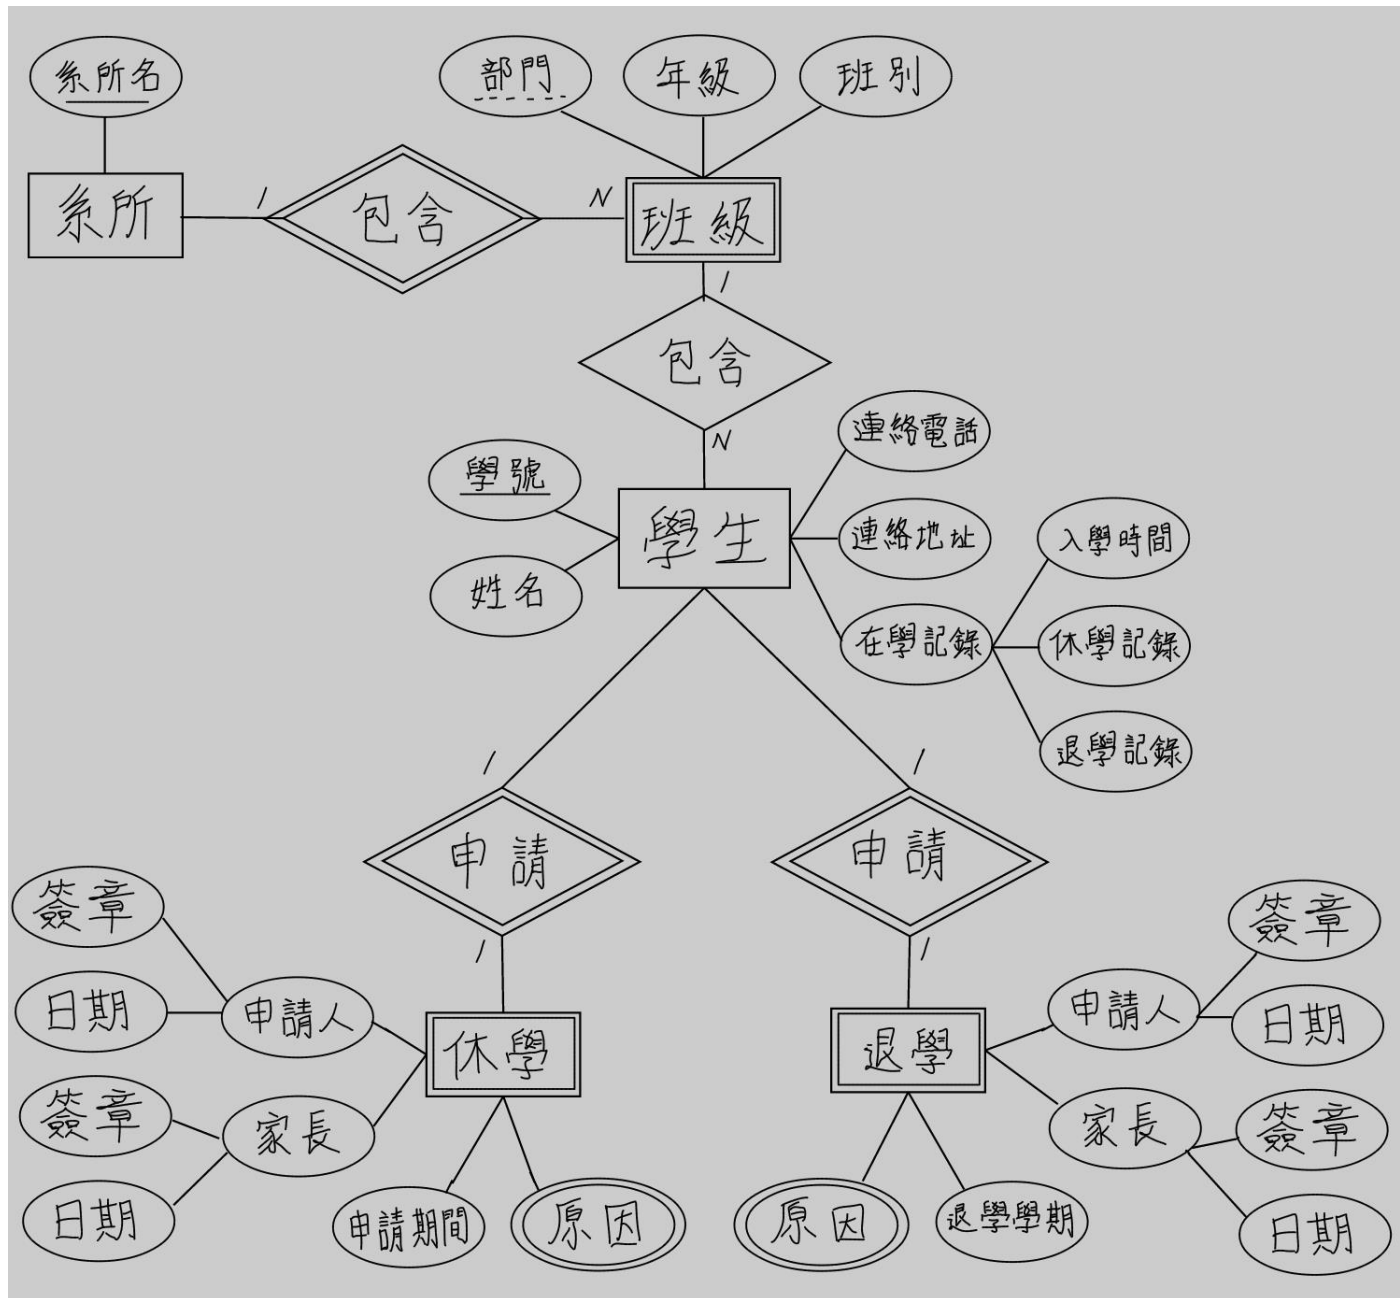 系所名
部門
年級
班別
系所
1
包含
N
班級
1
包含
N
連絡電話
學號
學生
連絡地址
入學時間
姓名
在學記錄
休學記錄
退學記錄
1
1
申請
申請
簽章
簽章
1
1
日期
申請人
休學
退學
申請人
日期
簽章
家長
家長
簽章
日期
申請期間
原因
原因
退學學期
日期